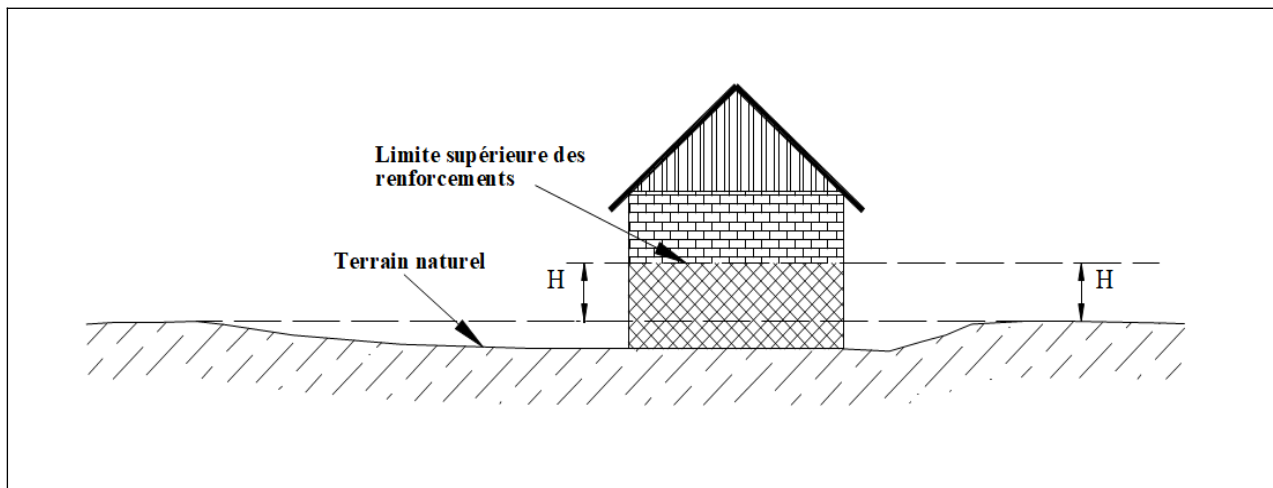 Limite supérieure des
renforcements
Terrain naturel
H
H